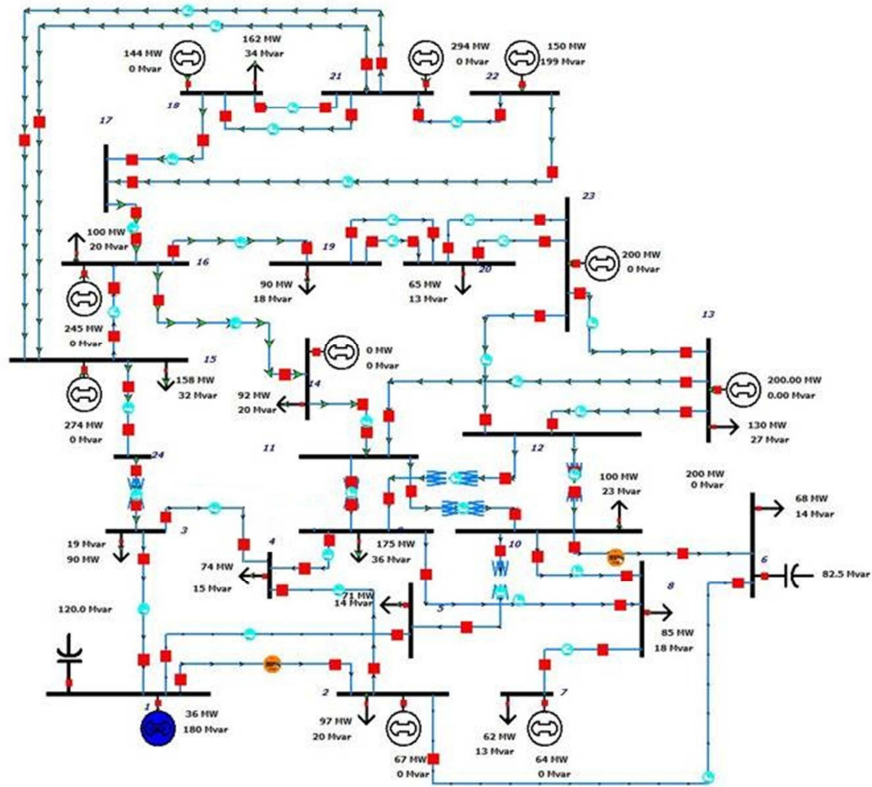 144 MW
0 Mvar
162 MW
34 Mvar
294 MW
0 Mvar
150 MW
199 Mvar
21
22
18
17
23
100 MW
20 Mvar
16
19
20
200 MW
0 Mvar
90 MW
18 Mvar
65 MW
13 Mvar
245 MW
0 Mvar
13
15
0 MW
0 Mvar
14
158 MW
32 Mvar
274 MW
0 Mvar
92 MW
20 Mvar
200.00 MW
0.00 Mvar
130 MW
27 Mvar
11
12
24
200 MW
0 Mvar
100 MW
23 Mvar
68 MW
14 Mvar
19 Mvar
90 MW
3
4
175 MW
36 Mvar
10
6
74 MW
15 Mvar
8
82.5 Mvar
71 MW
14 Mvar
5
120.0 Mvar
85 MW
18 Mvar
1
36 MW
180 Mvar
2
7
97 MW
20 Mvar
67 MW
0 Mvar
62 MW
13 Mvar
64 MW
0 Mvar